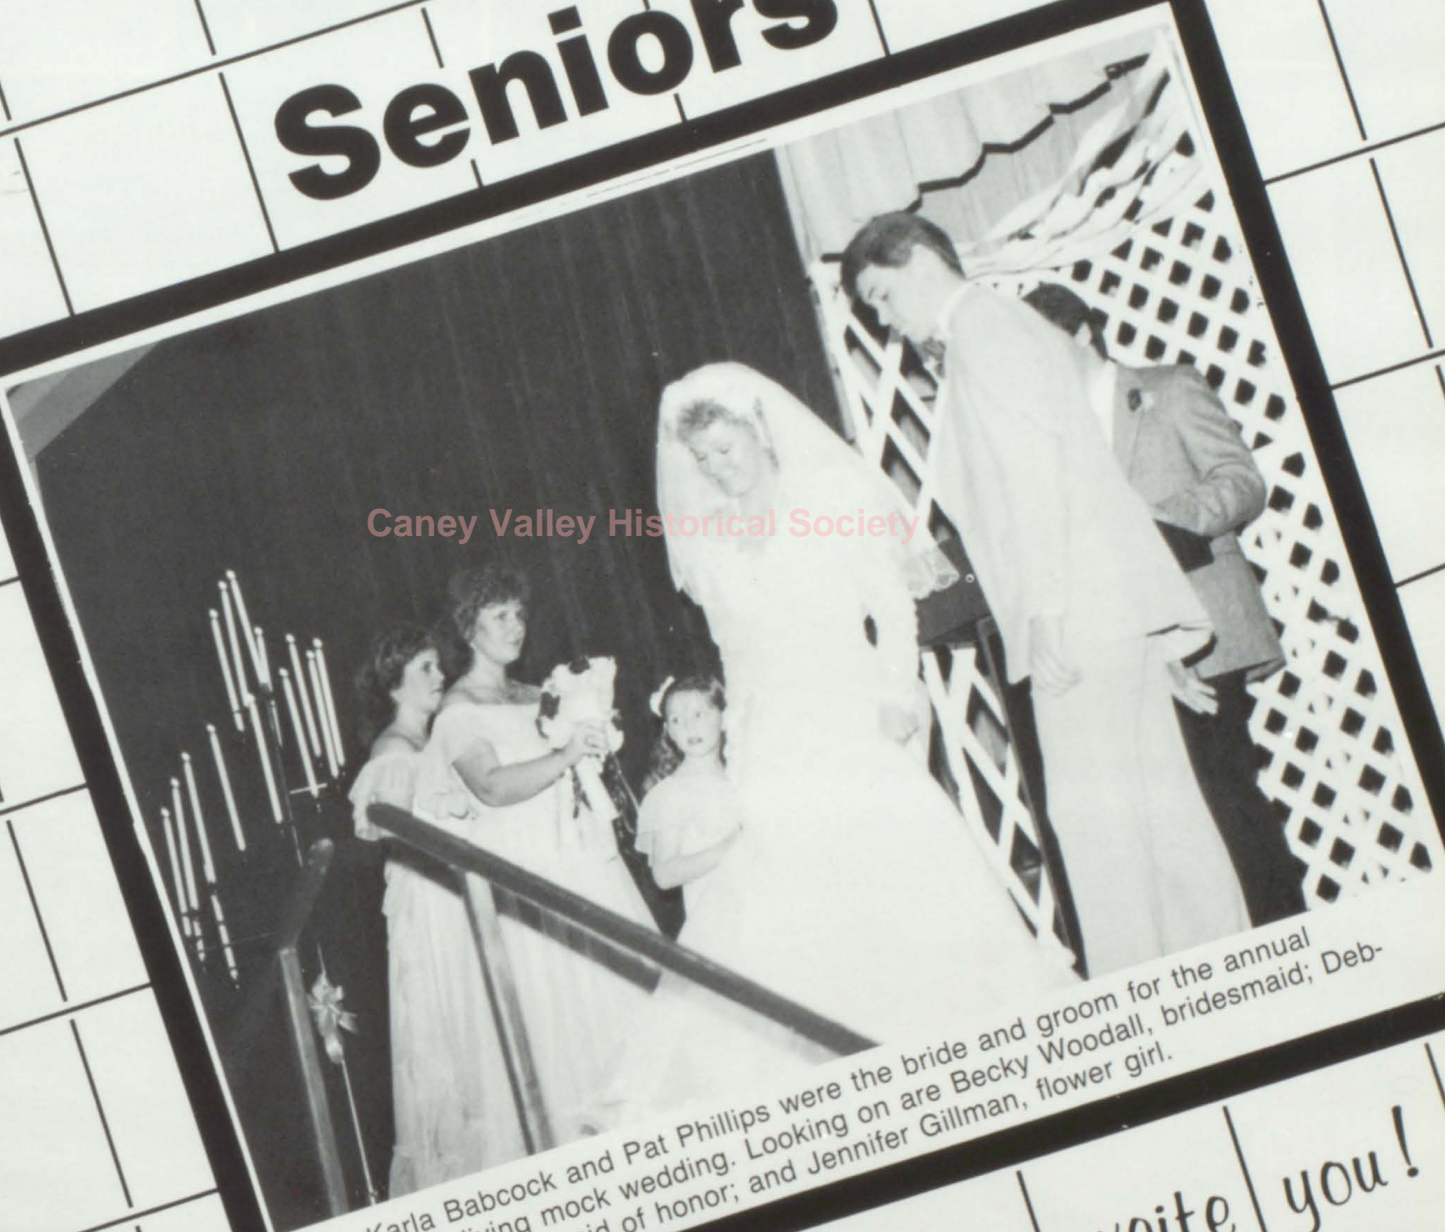 Seniors
Caney Valley Historical Society
Karla Babcock and Pat Phillips were the bride and groom for the annual
mock wedding. Looking on are Becky Woodall, bridesmaid; Deb-
of honor; and Jennifer Gillman, flower girl.
you!